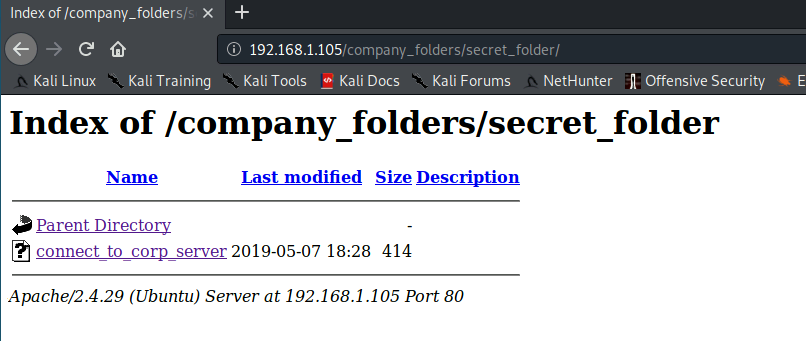 Index of /company_folders/s
192.168.1.105/company_folders/secret_folder/
Kali Linux Kali Training Kali Tools Kali Docs Kali Forums NetHunter Offensive Security E
Index of /company_folders/secret_folder
Name Last modified Size Description
Parent Directory -
connect_to_corp_server 2019-05-07 18:28 414
Apache/2.4.29 (Ubuntu) Server at 192.168.1.105 Port 80